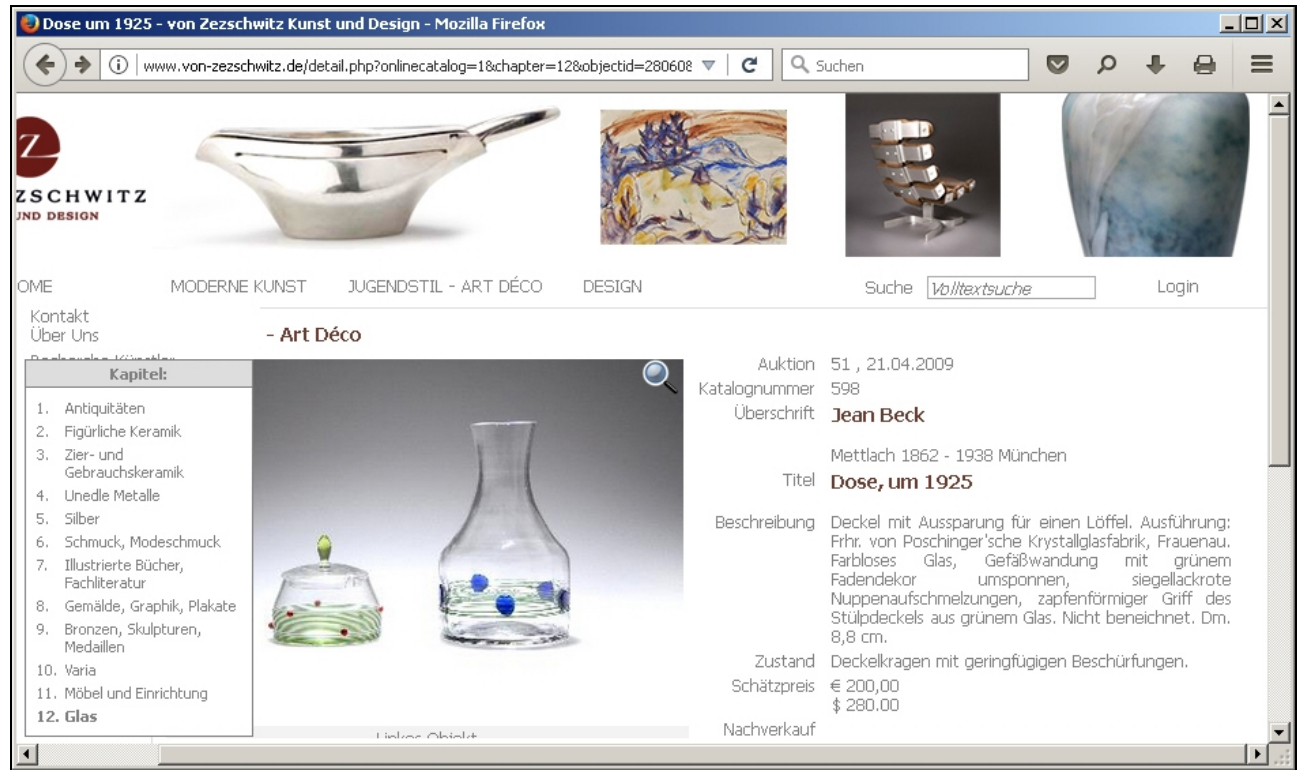 Dose um 1925 - von Zezschwitz Kunst und Design - Mozilla Firefox
www.von-zezschwitz.de/detail.php?onlinecatalog=1&chapter=12&objectid=280608
Suchen
Z
ZSCHWITZ
UND DESIGN
OME
MODERNE KUNST
JUGENDSTIL - ART DÉCO
DESIGN
Suche
Volltextsuche
Login
Kontakt
Über Uns
Recherche Künstler
Kapitel:
1. Antiquitäten
2. Figürliche Keramik
3. Zier- und
Gebrauchskeramik
4. Unedle Metalle
5. Silber
6. Schmuck, Modeschmuck
7. Illustrierte Bücher,
Fachliteratur
8. Gemälde, Graphik, Plakate
9. Bronzen, Skulpturen,
Medaillen
10. Varia
11. Möbel und Einrichtung
12. Glas
- Art Déco
Linkes Objekt
Auktion 51 , 21.04.2009
Katalognummer 598
Überschrift Jean Beck
Mettlach 1862 - 1938 München
Titel Dose, um 1925
Beschreibung Deckel mit Aussparung für einen Löffel. Ausführung:
Frhr. von Poschinger'sche Krystallglasfabrik, Frauenau.
Farbloses Glas, Gefäßwandung mit grünem
Fadendekor umsponnen, siegellackrote
Nuppenaufschmelzungen, zapfenförmiger Griff des
Stülpdeckels aus grünem Glas. Nicht beneichnet. Dm.
8,8 cm.
Zustand Deckelkragen mit geringfügigen Beschürfungen.
Schätzpreis € 200,00
$ 280.00
Nachverkauf